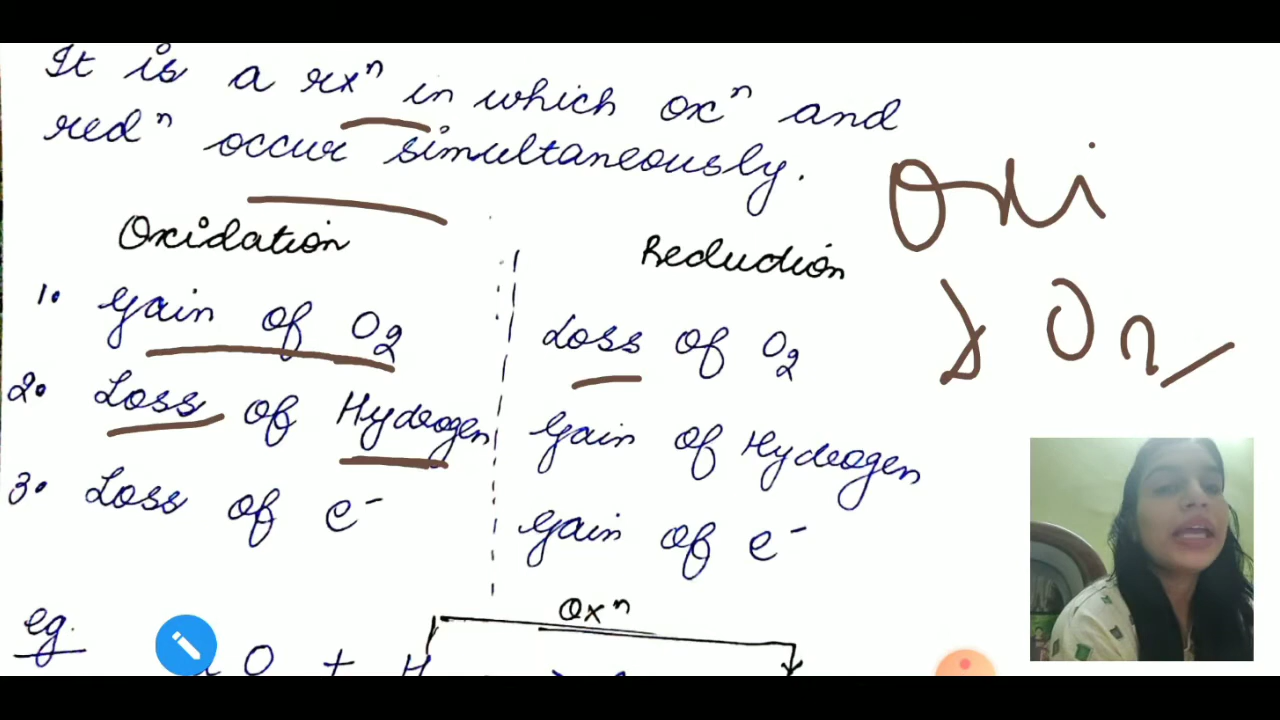 It is a rxⁿ in which oxⁿ and
redⁿ occur simultaneously.
Oxi
O2
Oxidation Reduction
1. Gain of O2 Loss of O2
2. Loss of Hydrogen Gain of Hydrogen
3. Loss of e⁻ Gain of e⁻
eg. Oxⁿ
O + H